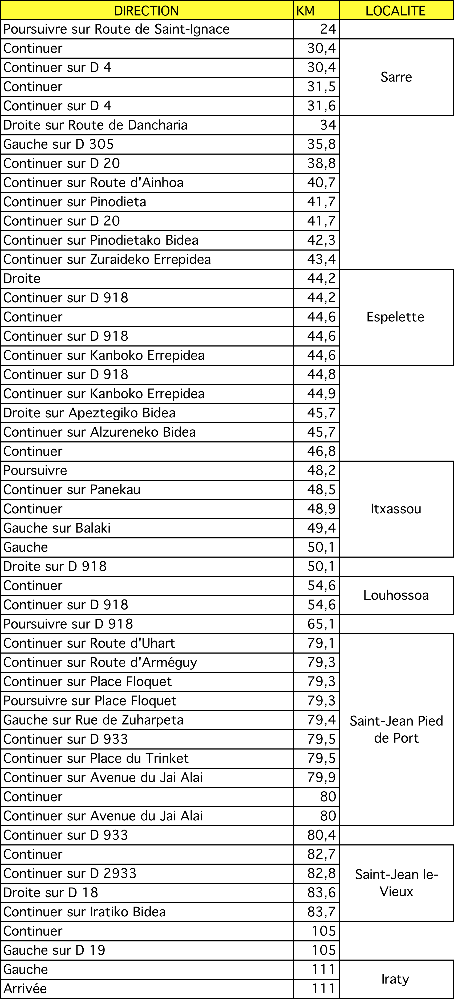 DIRECTION KM LOCALITE
Poursuivre sur Route de Saint-Ignace 24
Continuer 30,4
Continuer sur D 4 30,4
Sarre
Continuer 31,5
Continuer sur D 4 31,6
Droite sur Route de Dancharia 34
Gauche sur D 305 35,8
Continuer sur D 20 38,8
Continuer sur Route d'Ainhoa 40,7
Continuer sur Pinodieta 41,7
Continuer sur D 20 41,7
Continuer sur Pinodietako Bidea 42,3
Continuer sur Zuraideko Errepidea 43,4
Droite 44,2
Continuer sur D 918 44,2
Continuer 44,6 Espelette
Continuer sur D 918 44,6
Continuer sur Kanboko Errepidea 44,6
Continuer sur D 918 44,8
Continuer sur Kanboko Errepidea 44,9
Droite sur Apeztegiko Bidea 45,7
Continuer sur Alzureneko Bidea 45,7
Continuer 46,8
Poursuivre 48,2
Continuer sur Panekau 48,5
Continuer 48,9 Itxassou
Gauche sur Balaki 49,4
Gauche 50,1
Droite sur D 918 50,1
Continuer 54,6
Louhossoa
Continuer sur D 918 54,6
Poursuivre sur D 918 65,1
Continuer sur Route d'Uhart 79,1
Continuer sur Route d'Arméguy 79,3
Continuer sur Place Floquet 79,3
Poursuivre sur Place Floquet 79,3
Gauche sur Rue de Zuharpeta 79,4 Saint-Jean Pied
Continuer sur D 933 79,5 de Port
Continuer sur Place du Trinket 79,5
Continuer sur Avenue du Jai Alai 79,9
Continuer 80
Continuer sur Avenue du Jai Alai 80
Continuer sur D 933 80,4
Continuer 82,7
Continuer sur D 2933 82,8 Saint-Jean le-
Droite sur D 18 83,6 Vieux
Continuer sur Iratiko Bidea 83,7
Continuer 105
Gauche sur D 19 105
Gauche 111
Iraty
Arrivée 111